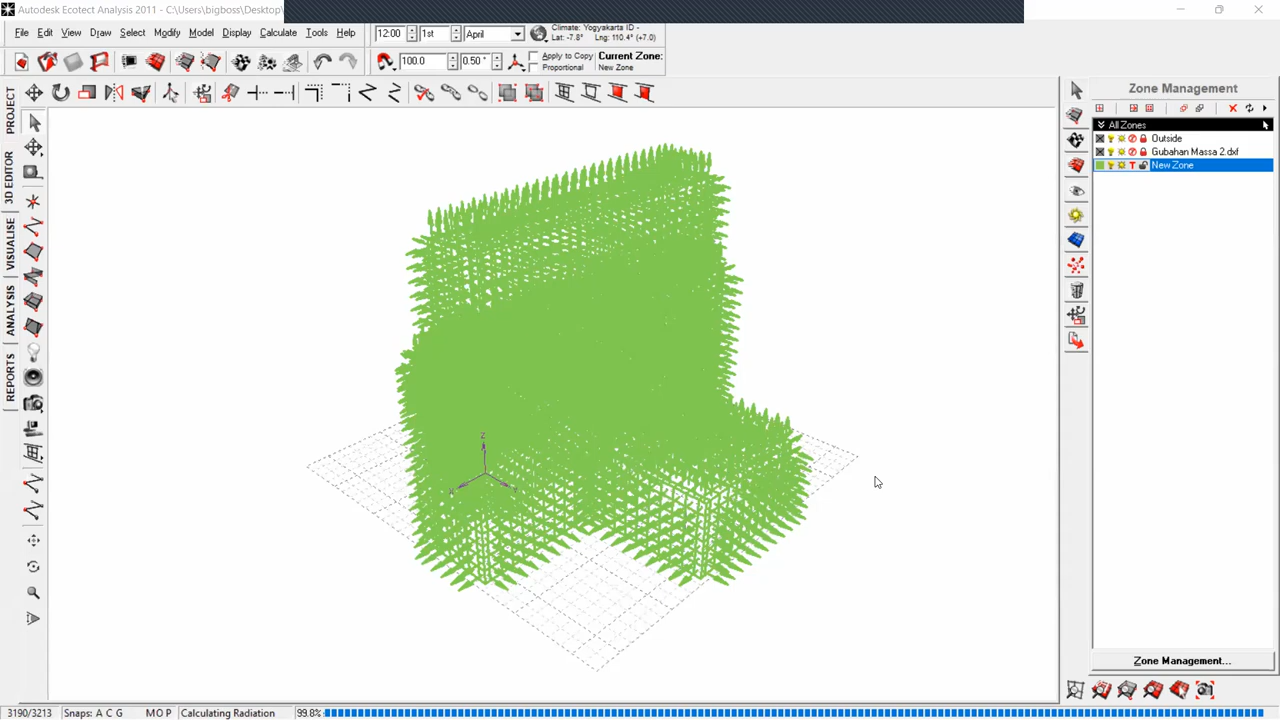 Autodesk Ecotect Analysis 2011 - C:\Users\bigboss\Desktop\
File Edit View Draw Select Modify Model Display Calculate Tools Help
12:00 1st April
Climate: Yogyakarta ID -
Lat: -7.8° Lng: 110.4° (+7.0)
100.0 0.50 °
Apply to Copy
Proportional
Current Zone:
New Zone
PROJECT
3D EDITOR
VISUALISE
ANALYSIS
REPORTS
Z
X
Zone Management
All Zones
Outside
Gubahan Massa 2.dxf
T New Zone
Zone Management...
3190/3213 Snaps: A C G MO P Calculating Radiation 99.8%